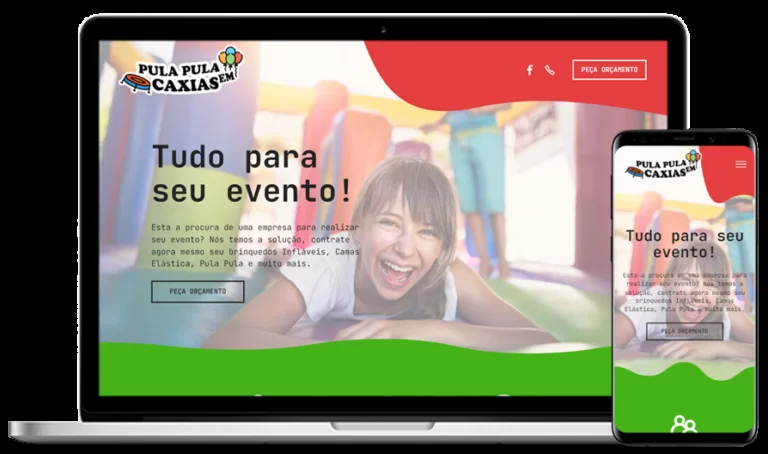 PULA PULA
EM
CAXIAS
PEÇA ORÇAMENTO
Tudo para
seu evento!
Esta a procura de uma empresa para realizar
seu evento? Nós temos a solução, contrate
agora mesmo seu brinquedos Infláveis, Camas
Elástica, Pula Pula e muito mais.
PEÇA ORÇAMENTO
PULA PULA
EM
CAXIAS
Tudo para seu
evento!
Esta a procura de uma empresa para
realizar seu evento? Nós temos a
solução, contrate agora mesmo seu
brinquedos Infláveis, Camas
Elástica, Pula Pula e muito mais.
PEÇA ORÇAMENTO